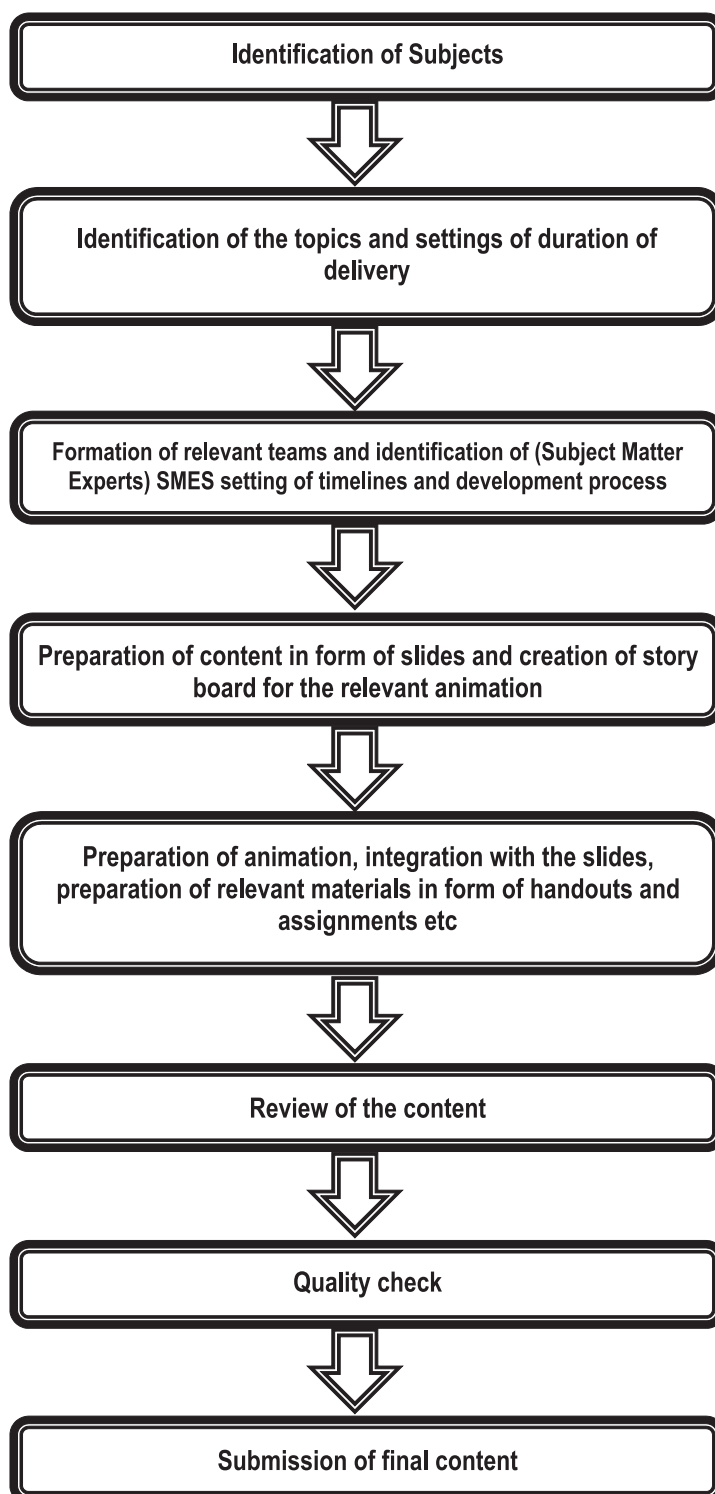 Identification of Subjects
Identification of the topics and settings of duration of
delivery
Formation of relevant teams and identification of (Subject Matter
Experts) SMES setting of timelines and development process
Preparation of content in form of slides and creation of story
board for the relevant animation
Preparation of animation, integration with the slides,
preparation of relevant materials in form of handouts and
assignments etc
Review of the content
Quality check
Submission of final content